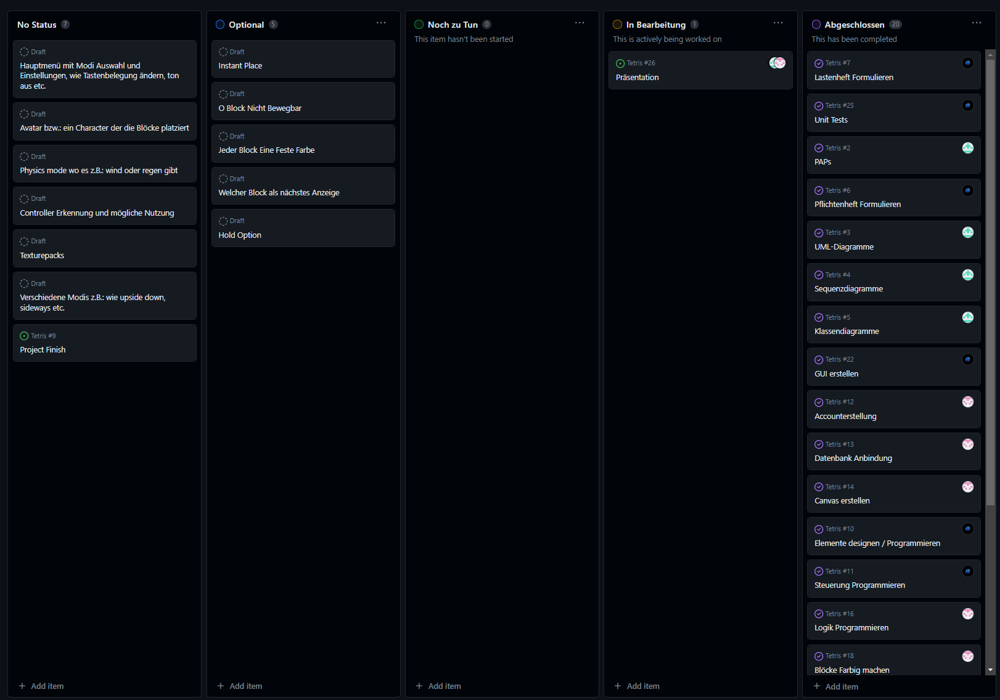 No Status 7
Draft
Hauptmenü mit Modi Auswahl und
Einstellungen, wie Tastenbelegung ändern, ton
aus etc.
Draft
Avatar bzw.: ein Character der die Blöcke platziert
Draft
Physics mode wo es z.B.: wind oder regen gibt
Draft
Controller Erkennung und mögliche Nutzung
Draft
Texturepacks
Draft
Verschiedene Modis z.B.: wie upside down,
sideways etc.
Tetris #9
Project Finish
+ Add item
Optional 5
Draft
Instant Place
Draft
O Block Nicht Bewegbar
Draft
Jeder Block Eine Feste Farbe
Draft
Welcher Block als nächstes Anzeige
Draft
Hold Option
+ Add item
Noch zu Tun 0
This item hasn't been started
+ Add item
In Bearbeitung 1
This is actively being worked on
Tetris #26
Präsentation
+ Add item
Abgeschlossen 20
This has been completed
Tetris #7
Lastenheft Formulieren
Tetris #25
Unit Tests
Tetris #2
PAPs
Tetris #6
Pflichtenheft Formulieren
Tetris #3
UML-Diagramme
Tetris #4
Sequenzdiagramme
Tetris #5
Klassendiagramme
Tetris #22
GUI erstellen
Tetris #12
Accounterstellung
Tetris #13
Datenbank Anbindung
Tetris #14
Canvas erstellen
Tetris #10
Elemente designen / Programmieren
Tetris #11
Steuerung Programmieren
Tetris #16
Logik Programmieren
Tetris #18
Blöcke Farbig machen
+ Add item